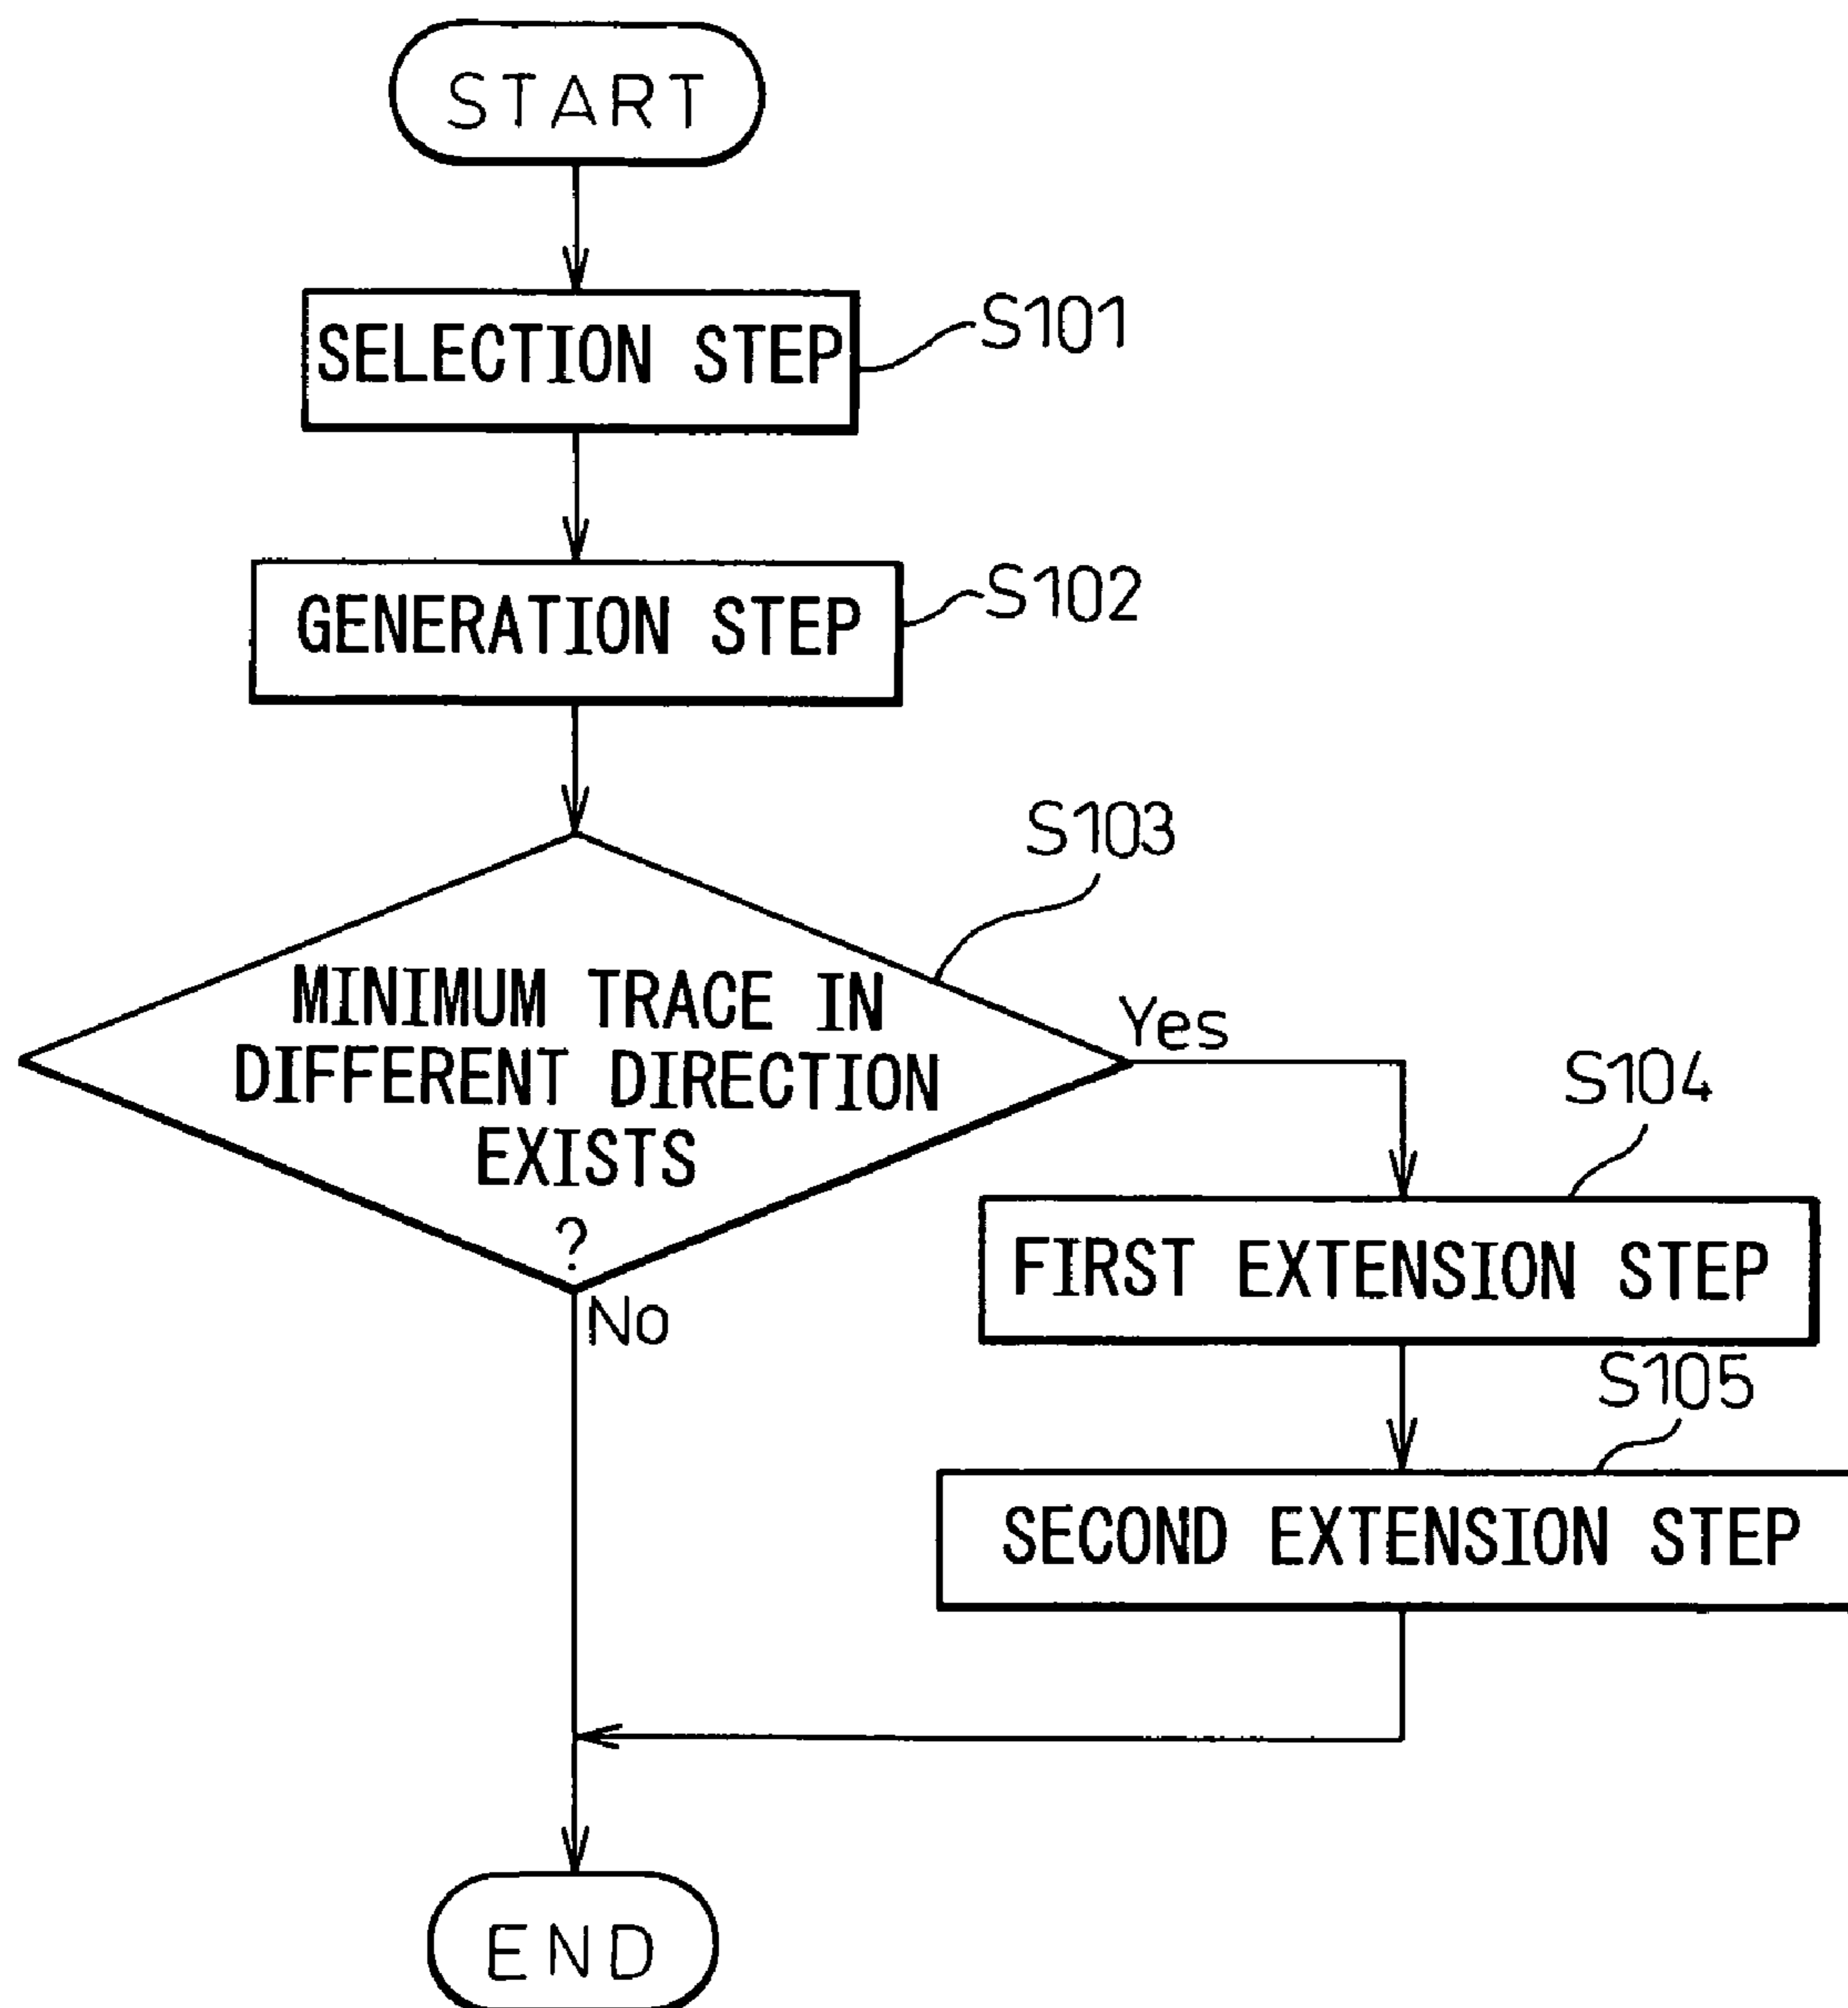 START
SELECTION STEP
S101
GENERATION STEP
S102
S103
MINIMUM TRACE IN
DIFFERENT DIRECTION
EXISTS
?
Yes
No
S104
FIRST EXTENSION STEP
S105
SECOND EXTENSION STEP
END